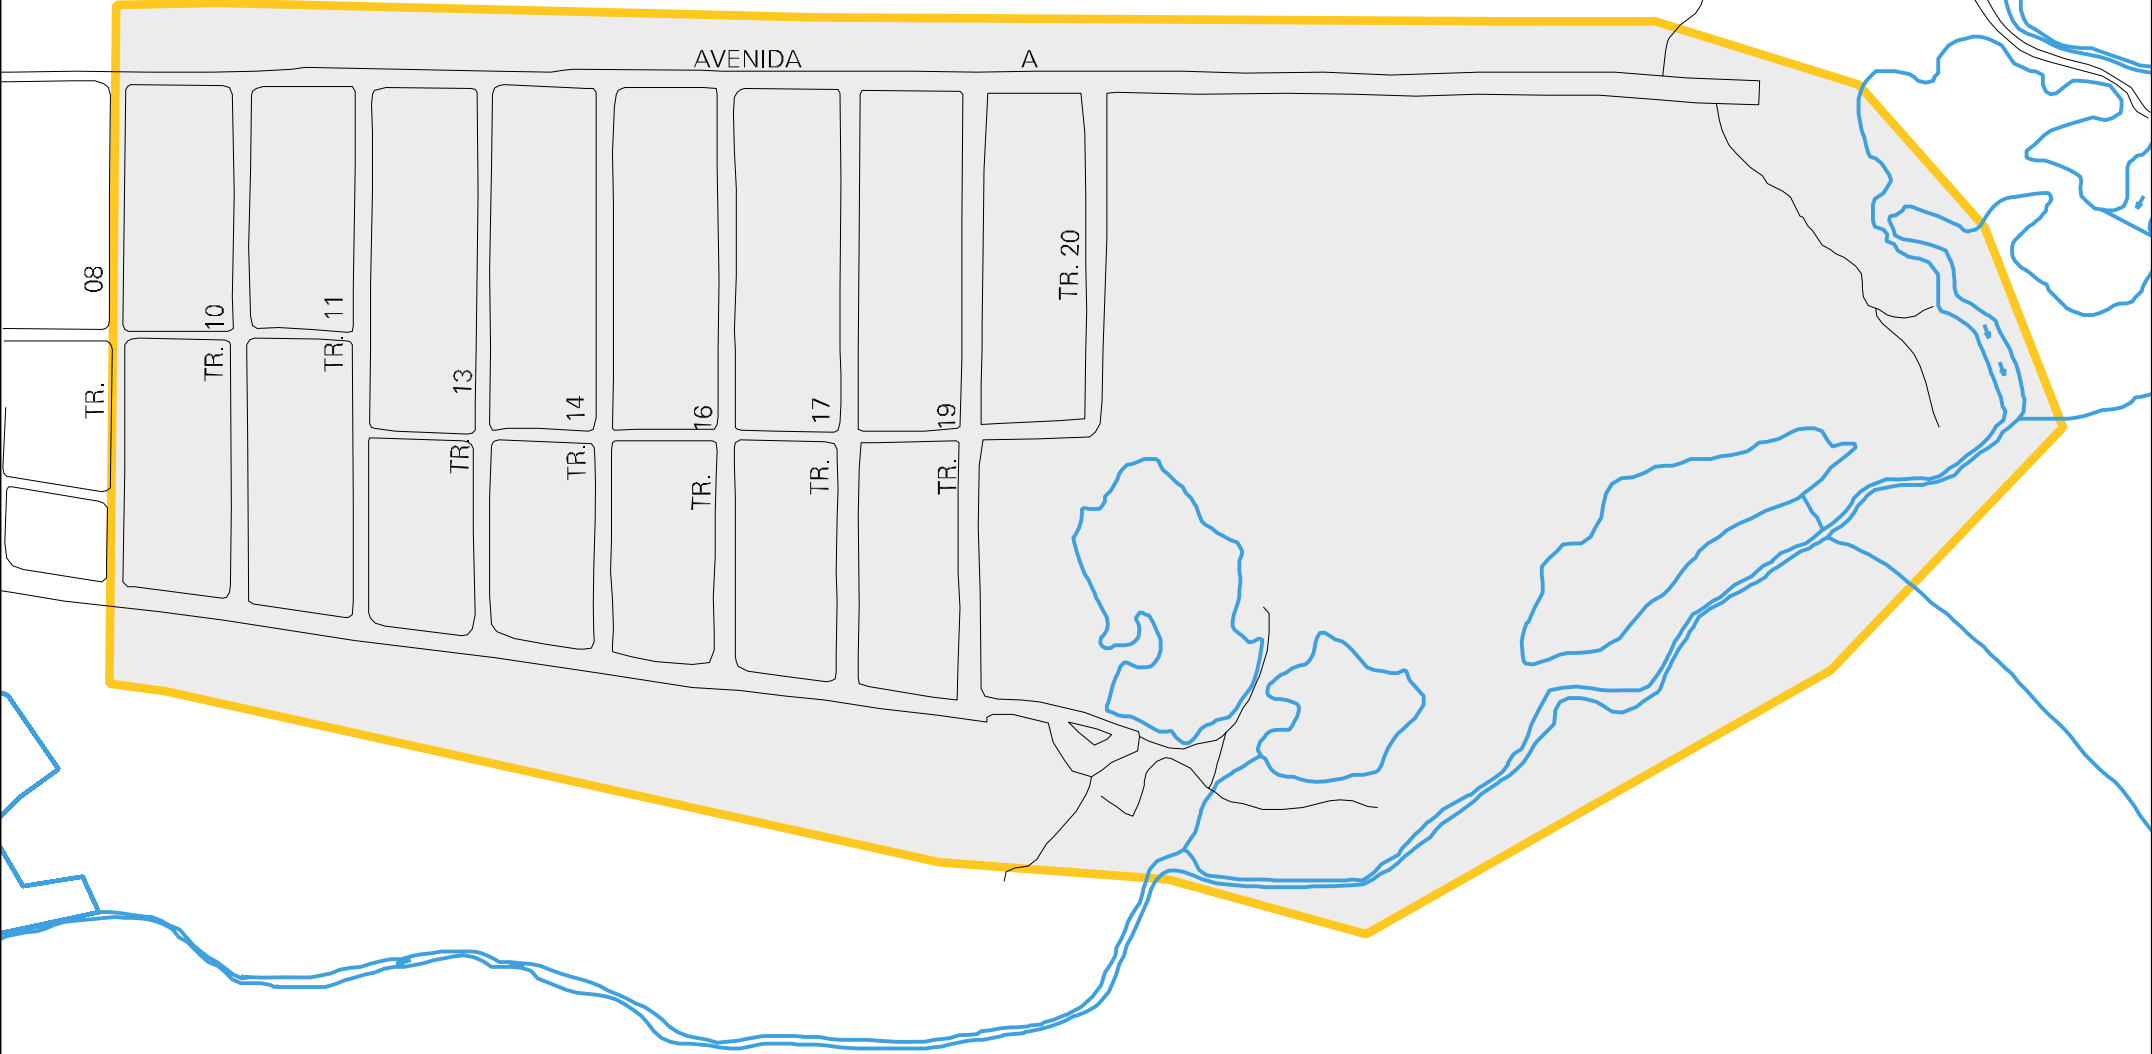 AVENIDA A
TR. 08
TR. 10
TR. 11
TR. 13
TR. 14
TR. 16
TR. 17
TR. 19
TR. 20